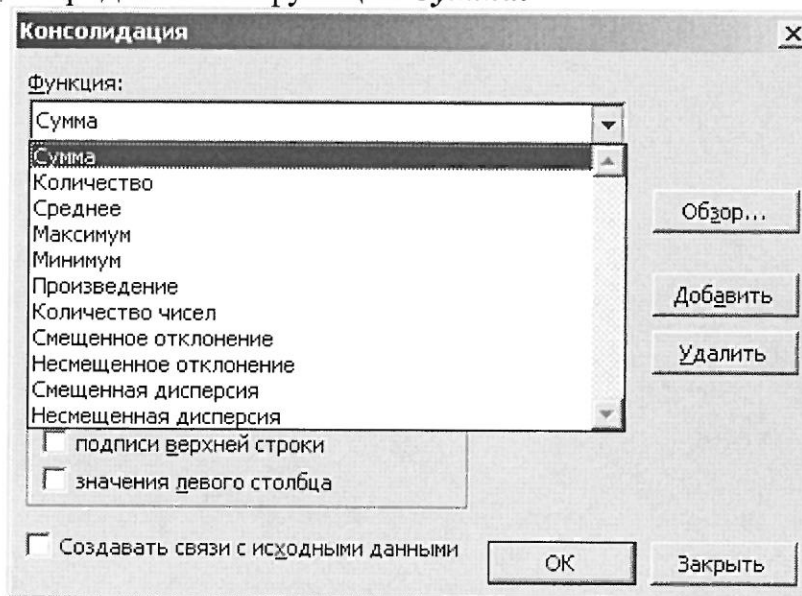 Консолидация
Функция:
Сумма
Сумма
Количество
Среднее
Максимум
Минимум
Произведение
Количество чисел
Смещенное отклонение
Несмещенное отклонение
Смещенная дисперсия
Несмещенная дисперсия
Обзор...
Добавить
Удалить
подписи верхней строки
значения левого столбца
Создавать связи с исходными данными
ОК
Закрыть